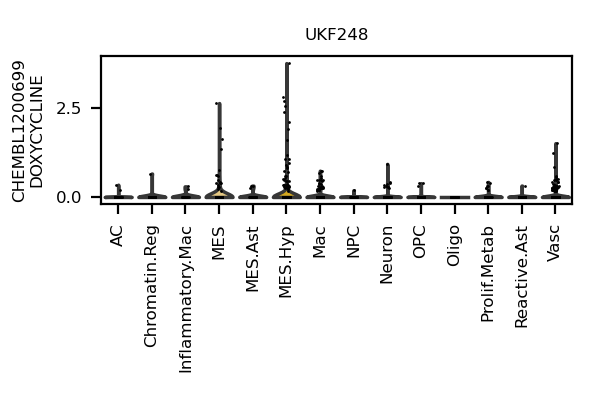 UKF248
CHEMBL1200699
DOXYCYCLINE
2.5
0.0
AC
Chromatin.Reg
Inflammatory.Mac
MES
MES.Ast
MES.Hyp
Mac
NPC
Neuron
OPC
Oligo
Prolif.Metab
Reactive.Ast
Vasc